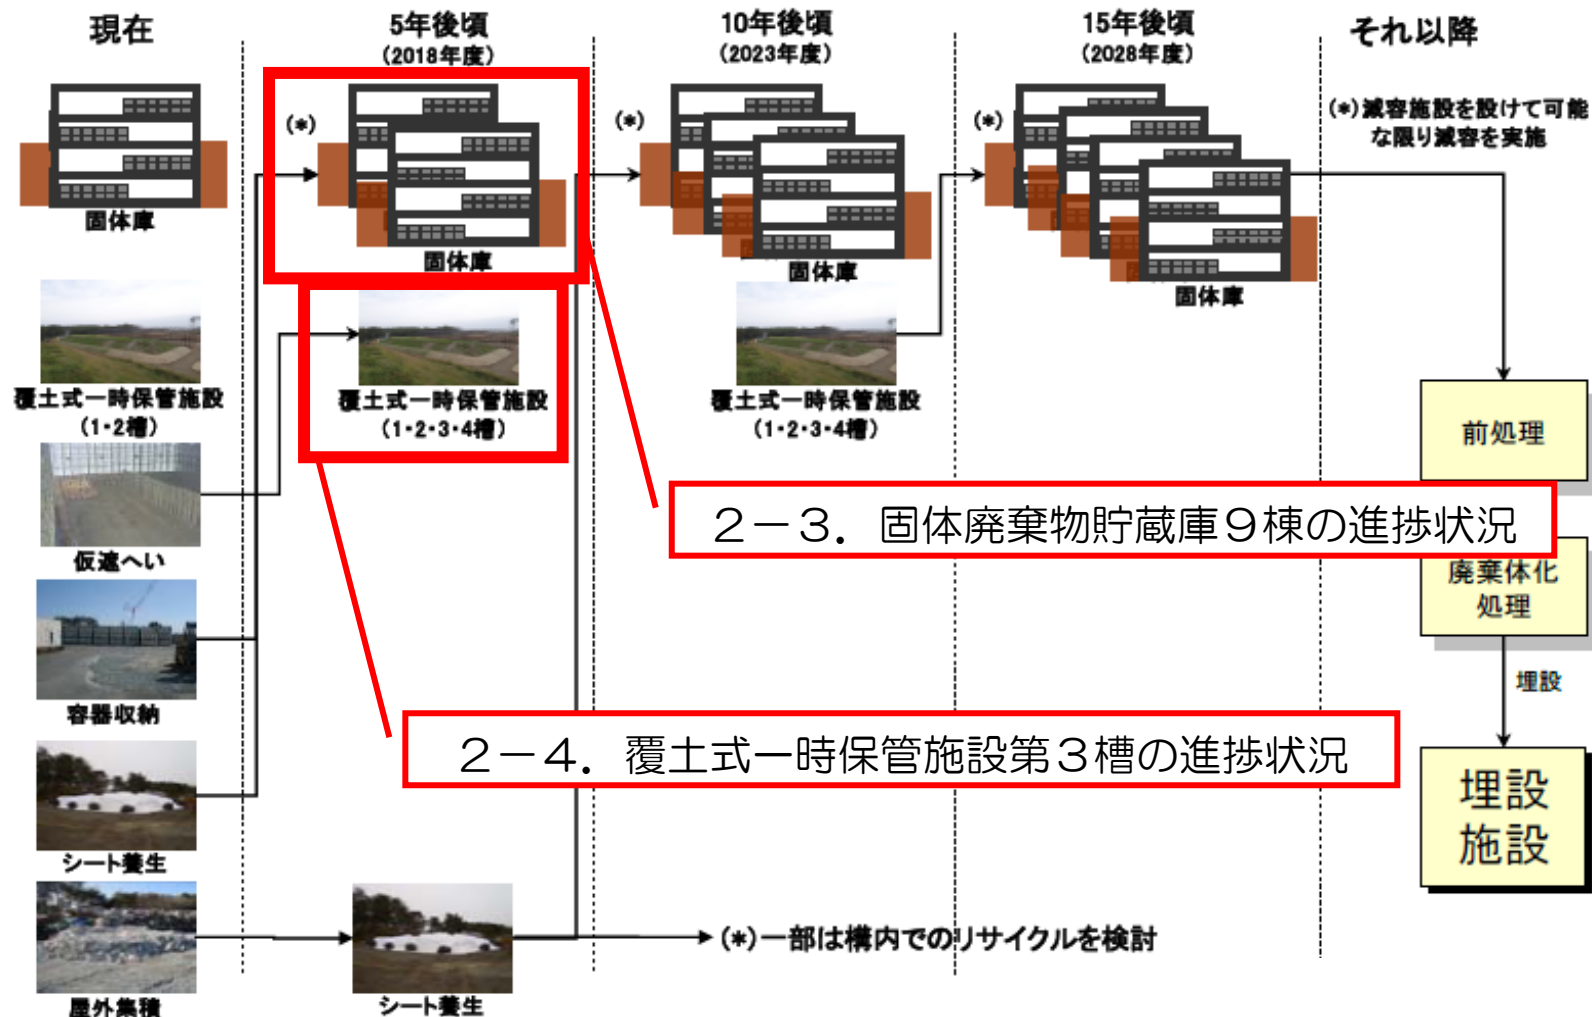 現在
5年後頃
(2018年度)
10年後頃
(2023年度)
15年後頃
(2028年度)
それ以降
(*)
(*)
(*)
(*)減容施設を設けて可能
な限り減容を実施
固体庫
固体庫
固体庫
固体庫
覆土式一時保管施設
(1・2槽)
覆土式一時保管施設
(1・2・3・4槽)
覆土式一時保管施設
(1・2・3・4槽)
前処理
仮遮へい
2-3. 固体廃棄物貯蔵庫9棟の進捗状況
廃棄体化
処理
容器収納
埋設
2-4. 覆土式一時保管施設第3槽の進捗状況
埋設
施設
シート養生
(*)一部は構内でのリサイクルを検討
屋外集積
シート養生